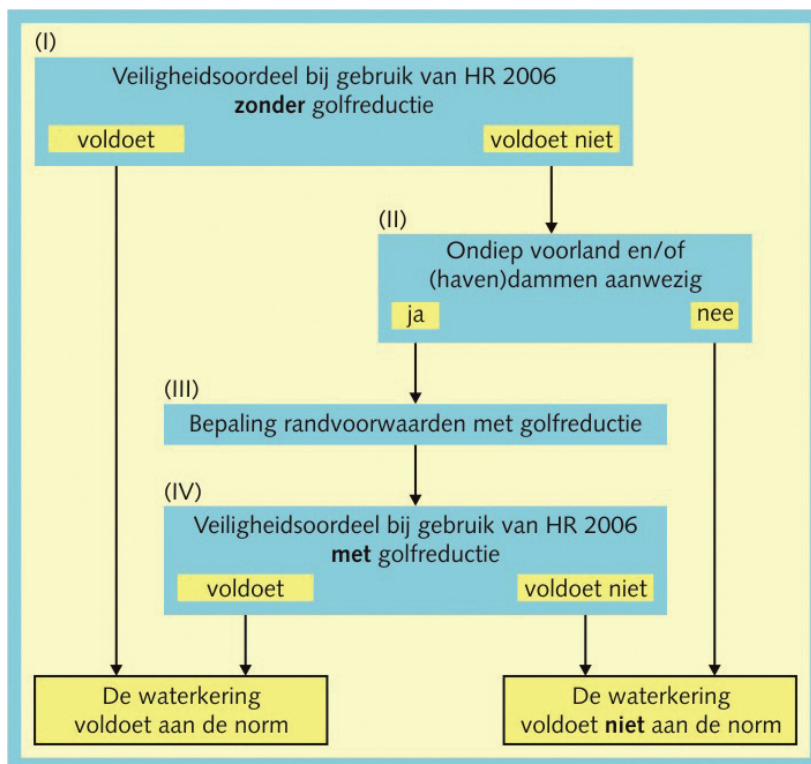 (I)
Veiligheidsoordeel bij gebruik van HR 2006
zonder golfreductie
voldoet
voldoet niet
(II)
Ondiep voorland en/of
(haven)dammen aanwezig
ja
nee
(III)
Bepaling randvoorwaarden met golfreductie
(IV)
Veiligheidsoordeel bij gebruik van HR 2006
met golfreductie
voldoet
voldoet niet
De waterkering
voldoet aan de norm
De waterkering
voldoet niet aan de norm